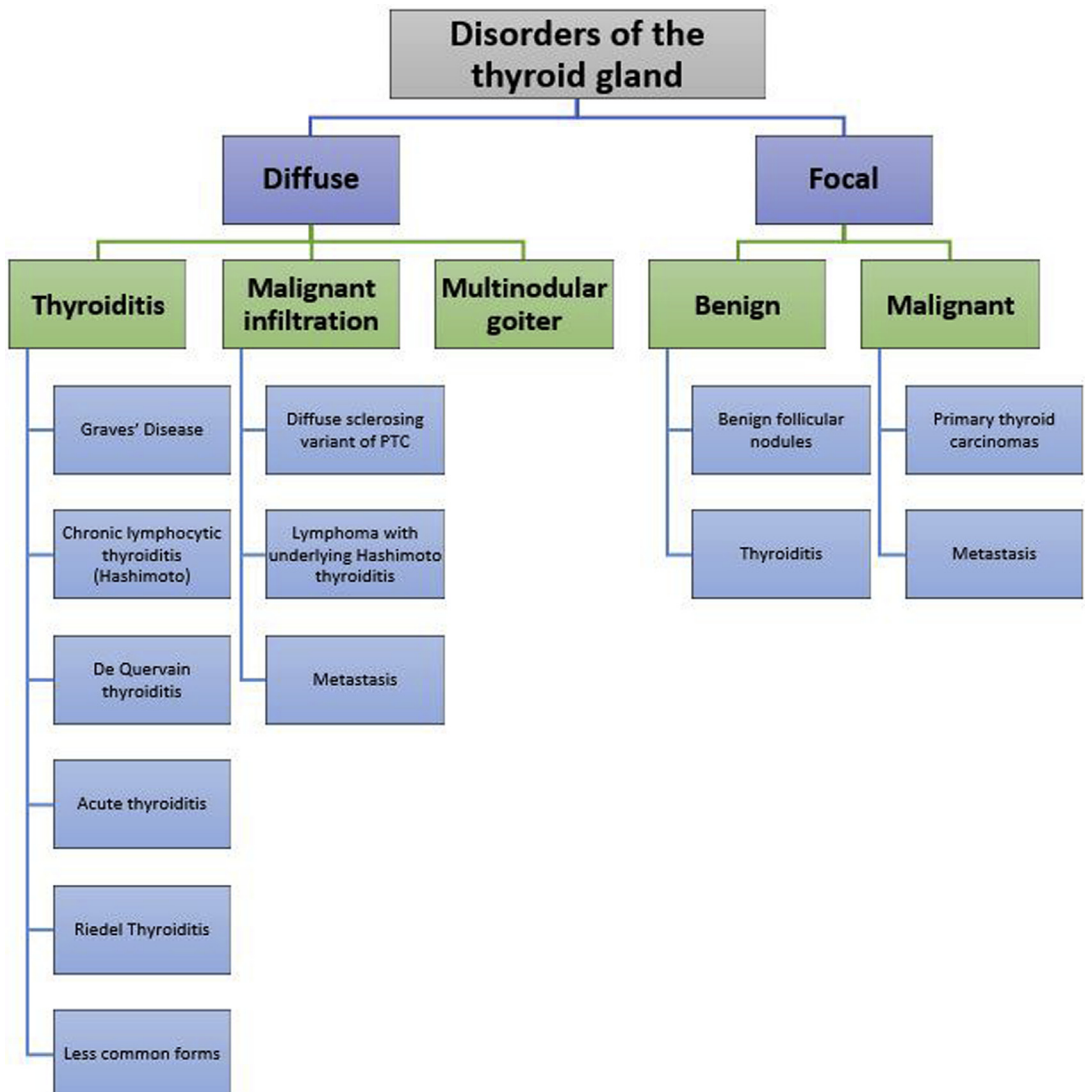 Disorders of the
thyroid gland
Diffuse
Focal
Thyroiditis
Malignant
infiltration
Multinodular
goiter
Benign
Malignant
Graves’ Disease
Chronic lymphocytic
thyroiditis
(Hashimoto)
De Quervain
thyroiditis
Acute thyroiditis
Riedel Thyroiditis
Less common forms
Diffuse sclerosing
variant of PTC
Lymphoma with
underlying Hashimoto
thyroiditis
Metastasis
Benign follicular
nodules
Thyroiditis
Primary thyroid
carcinomas
Metastasis